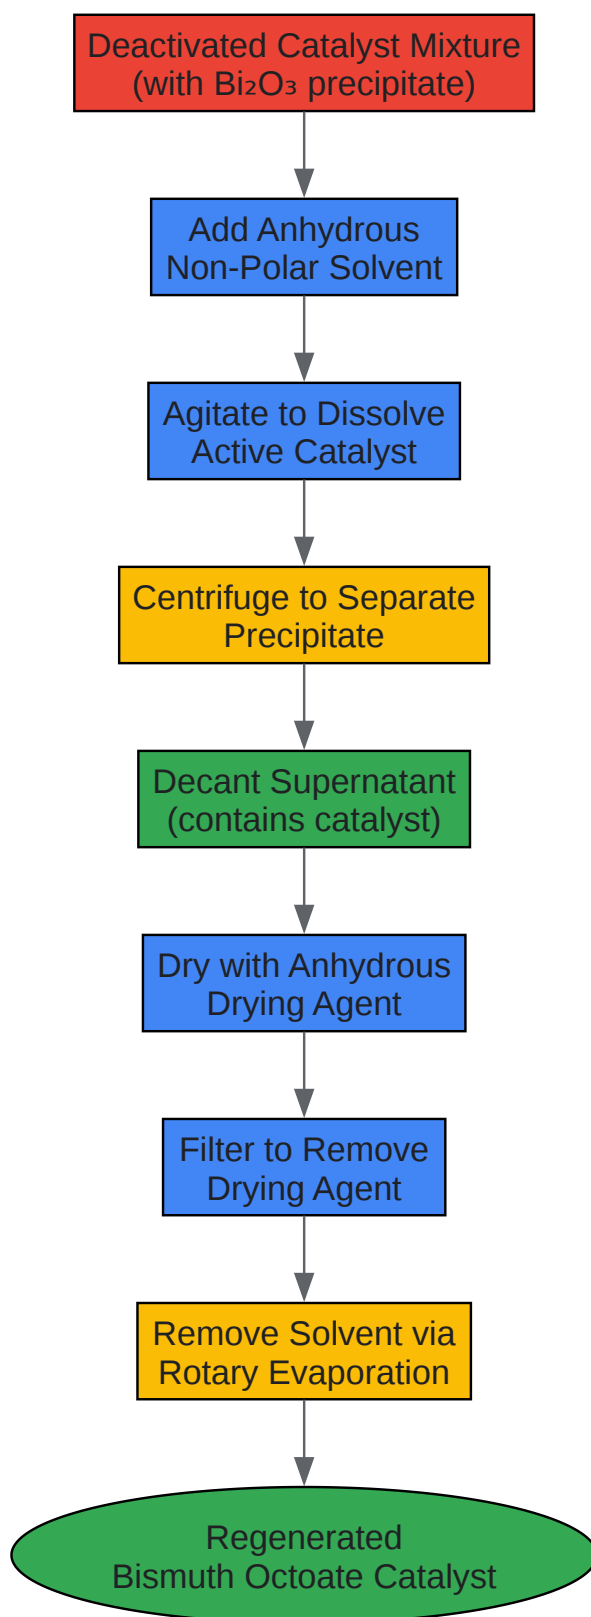 Deactivated Catalyst Mixture
(with Bi₂O₃ precipitate)
Add Anhydrous
Non-Polar Solvent
Agitate to Dissolve
Active Catalyst
Centrifuge to Separate
Precipitate
Decant Supernatant
(contains catalyst)
Dry with Anhydrous
Drying Agent
Filter to Remove
Drying Agent
Remove Solvent via
Rotary Evaporation
Regenerated
Bismuth Octoate Catalyst